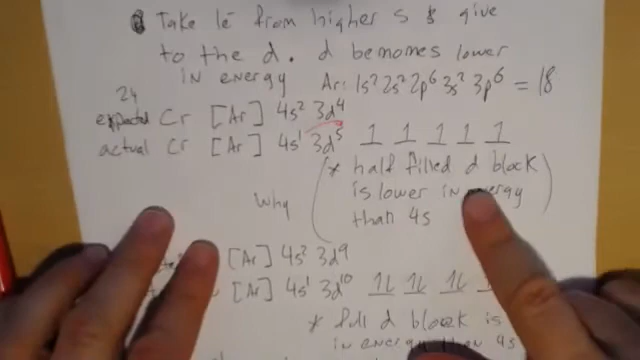 Take 1e⁻ from higher s & give
to the d. d becomes lower
in energy Ar: 1s² 2s² 2p⁶ 3s² 3p⁶ = 18
24
expected Cr [Ar] 4s² 3d⁴
actual Cr [Ar] 4s¹ 3d⁵ 1 1 1 1 1
* half filled d block
is lower in energy
Why
than 4s
[Ar] 4s² 3d⁹
[Ar] 4s¹ 3d¹⁰ 1l 1l 1l
* full d block is
in energy than 4s